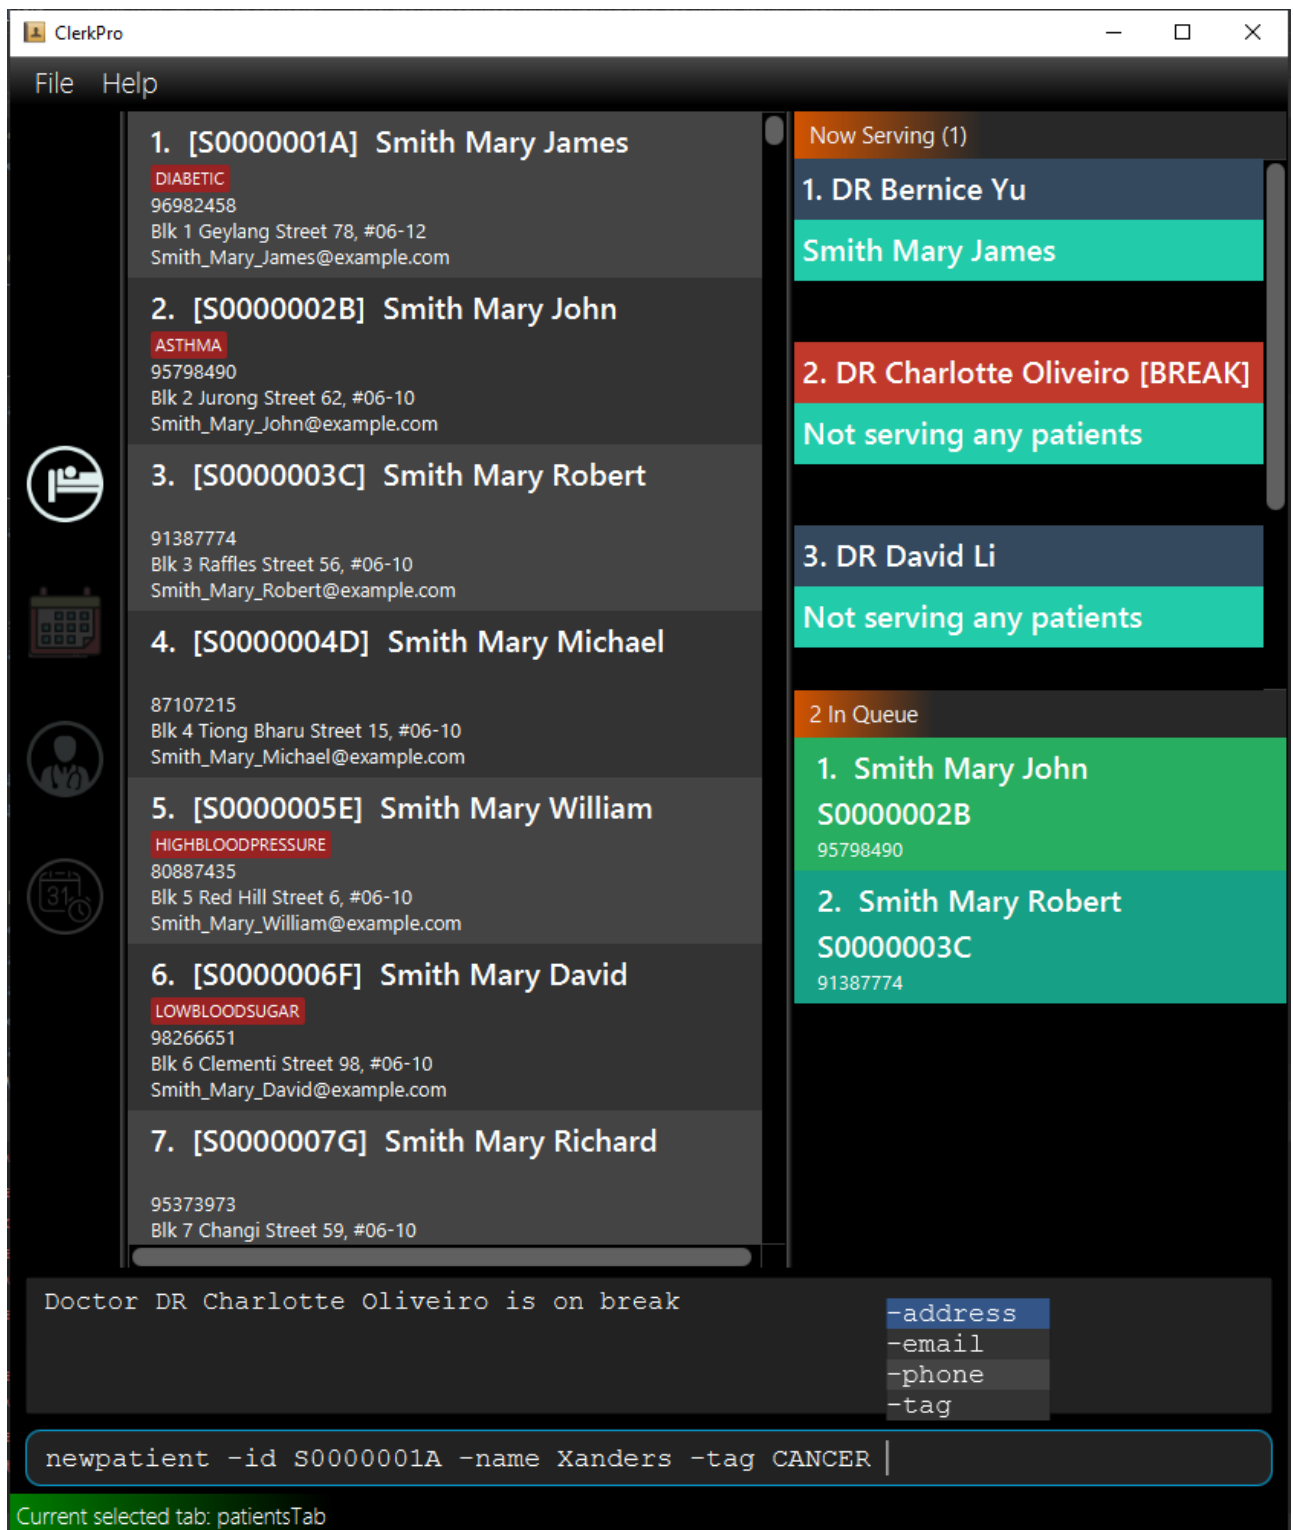 ClerkPro
File Help
1. [S0000001A] Smith Mary James
DIABETIC
96982458
Blk 1 Geylang Street 78, #06-12
Smith_Mary_James@example.com
2. [S0000002B] Smith Mary John
ASTHMA
95798490
Blk 2 Jurong Street 62, #06-10
Smith_Mary_John@example.com
3. [S0000003C] Smith Mary Robert
91387774
Blk 3 Raffles Street 56, #06-10
Smith_Mary_Robert@example.com
4. [S0000004D] Smith Mary Michael
87107215
Blk 4 Tiong Bharu Street 15, #06-10
Smith_Mary_Michael@example.com
5. [S0000005E] Smith Mary William
HIGHBLOODPRESSURE
80887435
Blk 5 Red Hill Street 6, #06-10
Smith_Mary_William@example.com
6. [S0000006F] Smith Mary David
LOWBLOODSUGAR
98266651
Blk 6 Clementi Street 98, #06-10
Smith_Mary_David@example.com
7. [S0000007G] Smith Mary Richard
95373973
Blk 7 Changi Street 59, #06-10
Now Serving (1)
1. DR Bernice Yu
Smith Mary James
2. DR Charlotte Oliveiro [BREAK]
Not serving any patients
3. DR David Li
Not serving any patients
2 In Queue
1. Smith Mary John
S0000002B
95798490
2. Smith Mary Robert
S0000003C
91387774
31
Doctor DR Charlotte Oliveiro is on break
-address
-email
-phone
-tag
newpatient -id S0000001A -name Xanders -tag CANCER
Current selected tab: patientsTab